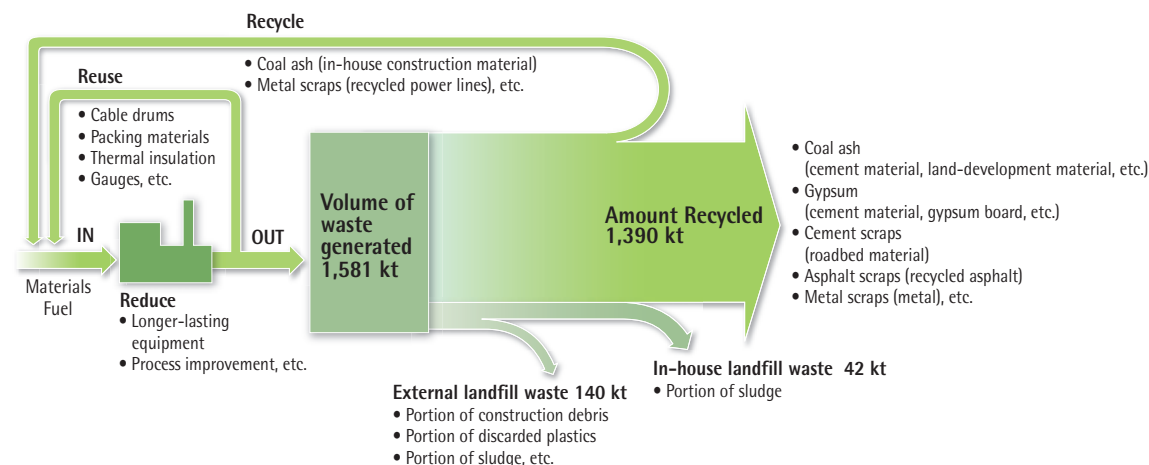 Recycle
• Coal ash (in-house construction material)
• Metal scraps (recycled power lines), etc.
Reuse
• Cable drums
• Packing materials
• Thermal insulation
• Gauges, etc.
IN
OUT
Materials
Fuel
Reduce
• Longer-lasting
equipment
• Process improvement, etc.
Volume of
waste
generated
1,581 kt
Amount Recycled
1,390 kt
• Coal ash
(cement material, land-development material, etc.)
• Gypsum
(cement material, gypsum board, etc.)
• Cement scraps
(roadbed material)
• Asphalt scraps (recycled asphalt)
• Metal scraps (metal), etc.
In-house landfill waste 42 kt
• Portion of sludge
External landfill waste 140 kt
• Portion of construction debris
• Portion of discarded plastics
• Portion of sludge, etc.